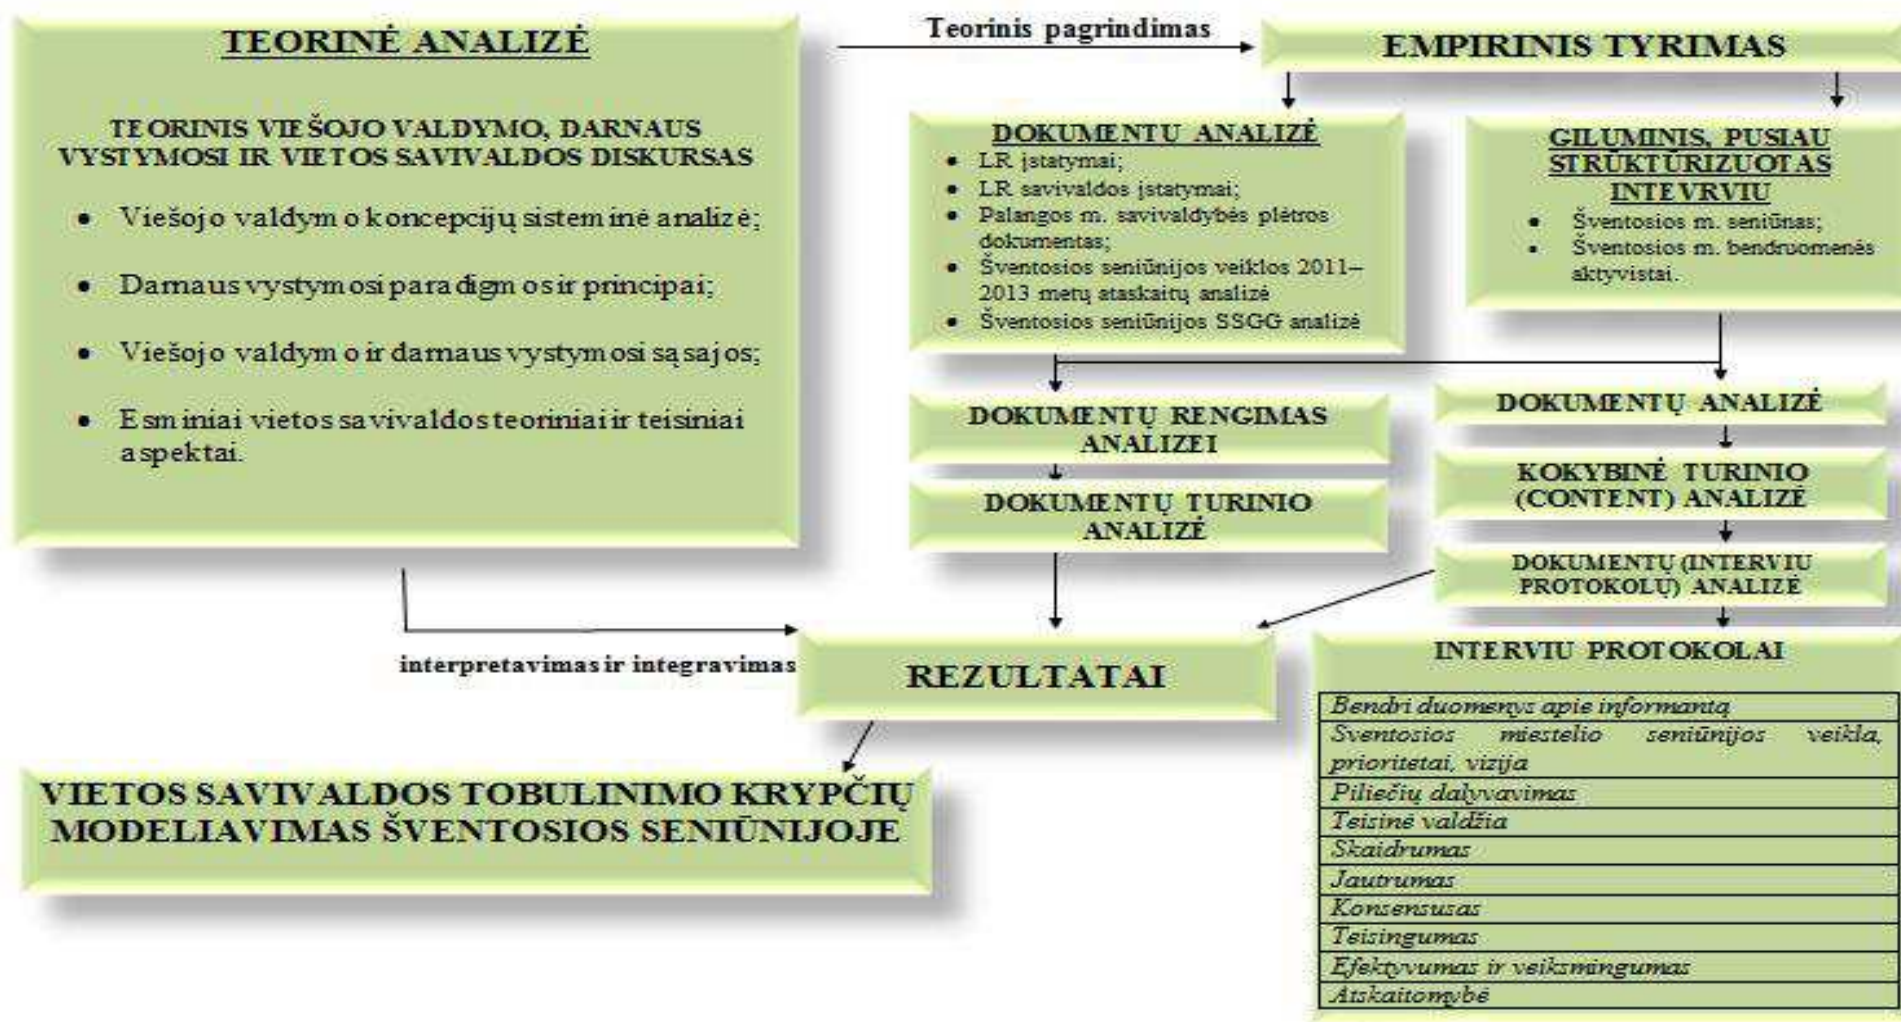 TEORINĖ ANALIZĖ
TEORINIS VIEŠOJO VALDYMO, DARNAUS
VYSTYMOSI IR VIETOS SAVIVALDOS DISKURSAS
• Viešojo valdymo koncepcijų sisteminė analizė;
• Darnaus vystymosi paradigmos ir principai;
• Viešojo valdymo ir darnaus vystymosi sąsajos;
• Esminiai vietos savivaldos teoriniai ir teisiniai
aspektai.
Teorinis pagrindimas
EMPIRINIS TYRIMAS
DOKUMENTŲ ANALIZĖ
• LR įstatymai;
• LR savivaldos įstatymai;
• Palangos m. savivaldybės plėtros
dokumentas;
• Šventosios seniūnijos veiklos 2011–
2013 metų ataskaitų analizė
• Šventosios seniūnijos SSGG analizė
GILUMINIS, PUSIAU
STRŪKTŪRIZUOTAS
INTEVRVIU
• Šventosios m. seniūnas;
• Šventosios m. bendruomenės
aktyvistai.
DOKUMENTŲ RENGIMAS
ANALIZEI
DOKUMENTŲ TURINIO
ANALIZĖ
DOKUMENTŲ ANALIZĖ
KOKYBINĖ TURINIO
(CONTENT) ANALIZĖ
DOKUMENTŲ (INTERVIU
PROTOKOLŲ) ANALIZĖ
interpretavimas ir integravimas
REZULTATAI
VIETOS SAVIVALDOS TOBULINIMO KRYPČIŲ
MODELIAVIMAS ŠVENTOSIOS SENIŪNIJOJE
INTERVIU PROTOKOLAI
Bendri duomenys apie informantą
Šventosios miestelio seniūnijos veikla,
prioritetai, vizija
Piliečių dalyvavimas
Teisinė valdžia
Skaidrumas
Jautrumas
Konsensusas
Teisingumas
Efektyvumas ir veiksmingumas
Atskaitomybė